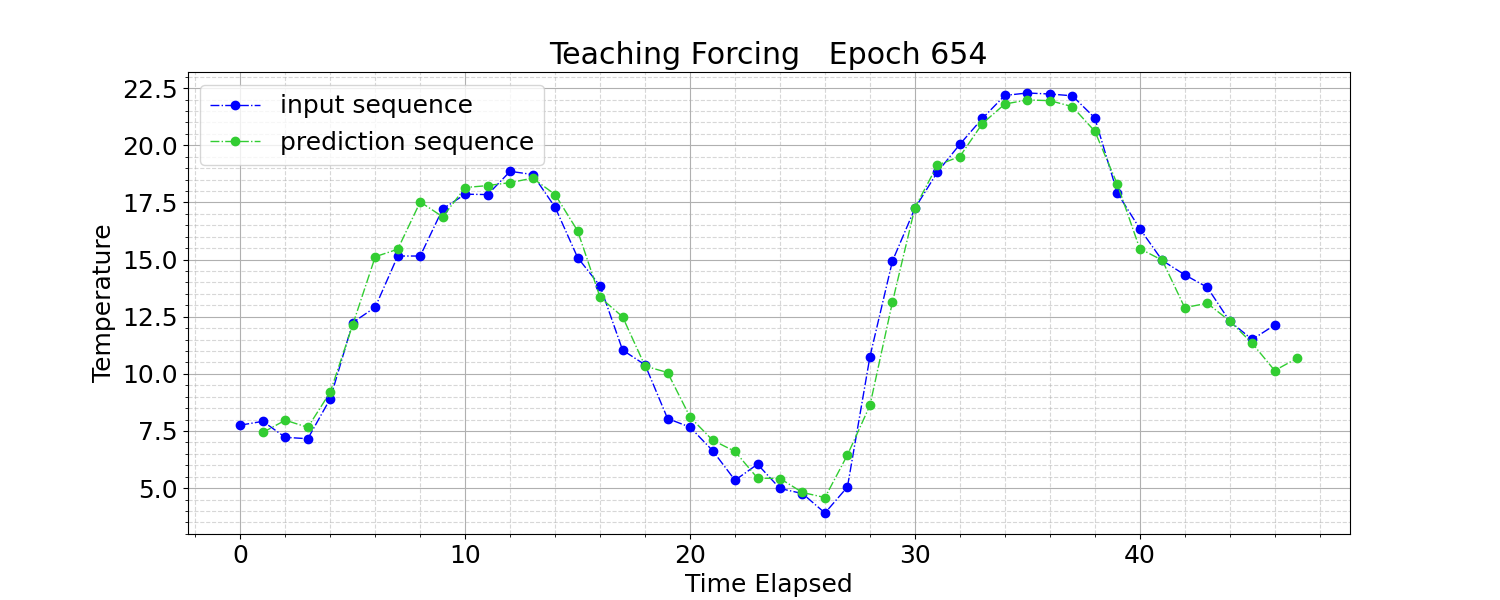 Teaching Forcing   Epoch 654
22.5
20.0
17.5
15.0
12.5
10.0
7.5
5.0
Temperature
input sequence
prediction sequence
0 10 20 30 40
Time Elapsed